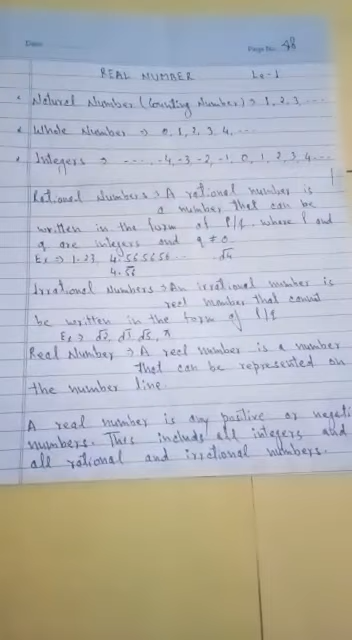 Date
Page No. 48
REAL NUMBER Le-1
• Natural Number (Counting Number) → 1, 2, 3, ....
• Whole Number → 0, 1, 2, 3, 4, ...
• Integers → ...., -4, -3, -2, -1, 0, 1, 2, 3, 4....
Rational Numbers → A rational number is
a number that can be
written in the form of P/q, where P and
q are integers and q ≠ 0
Ex → 1.23, 4.565656... √4
4.56
Irrational Numbers → An irrational number is
real number that cannot
be written in the form of P/q
Ex → √2, √3, √5, π
Real Number → A real number is a number
that can be represented on
the number line.
A real number is any positive or negati
numbers. This include all integers and
all rational and irrational numbers.